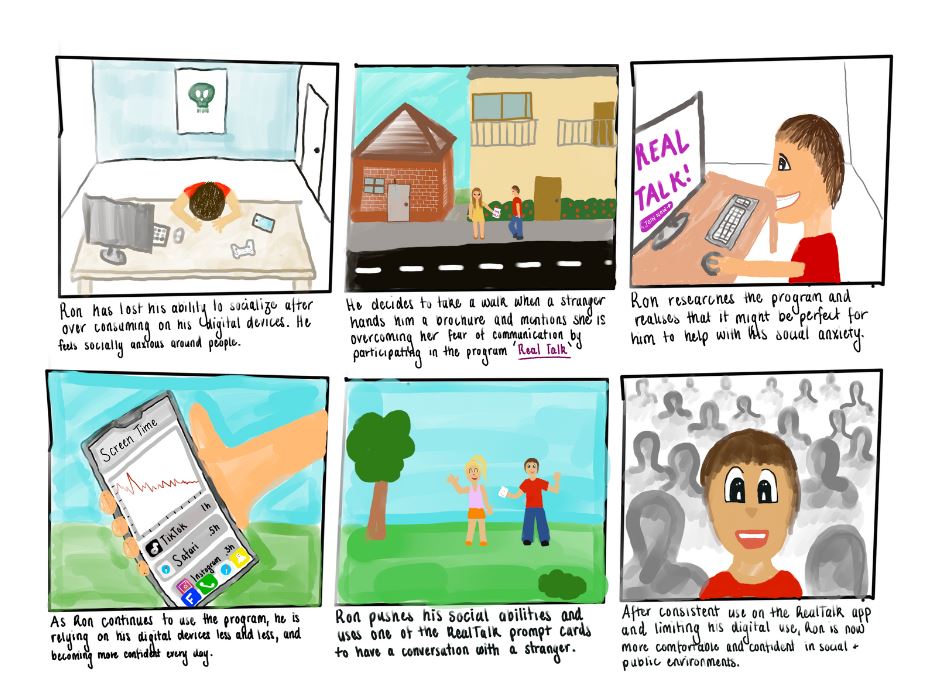 Ron has lost his ability to socialize after
over consuming on his digital devices. He
feels socially anxious around people.
He decides to take a walk when a stranger
hands him a brochure and mentions she is
overcoming her fear of communication by
participating in the program 'Real Talk'
REAL
TALK!
JOIN NOW!
Ron researches the program and
realises that it might be perfect for
him to help with his social anxiety.
Screen Time
TikTok 1h
Safari .5h
Instagram .3h
As Ron continues to use the program, he is
relying on his digital devices less and less, and
becoming more confident every day.
Ron pushes his social abilities and
uses one of the RealTalk prompt cards
to have a conversation with a stranger.
After consistent use on the RealTalk app
and limiting his digital use, Ron is now
more comfortable and confident in social +
public environments.